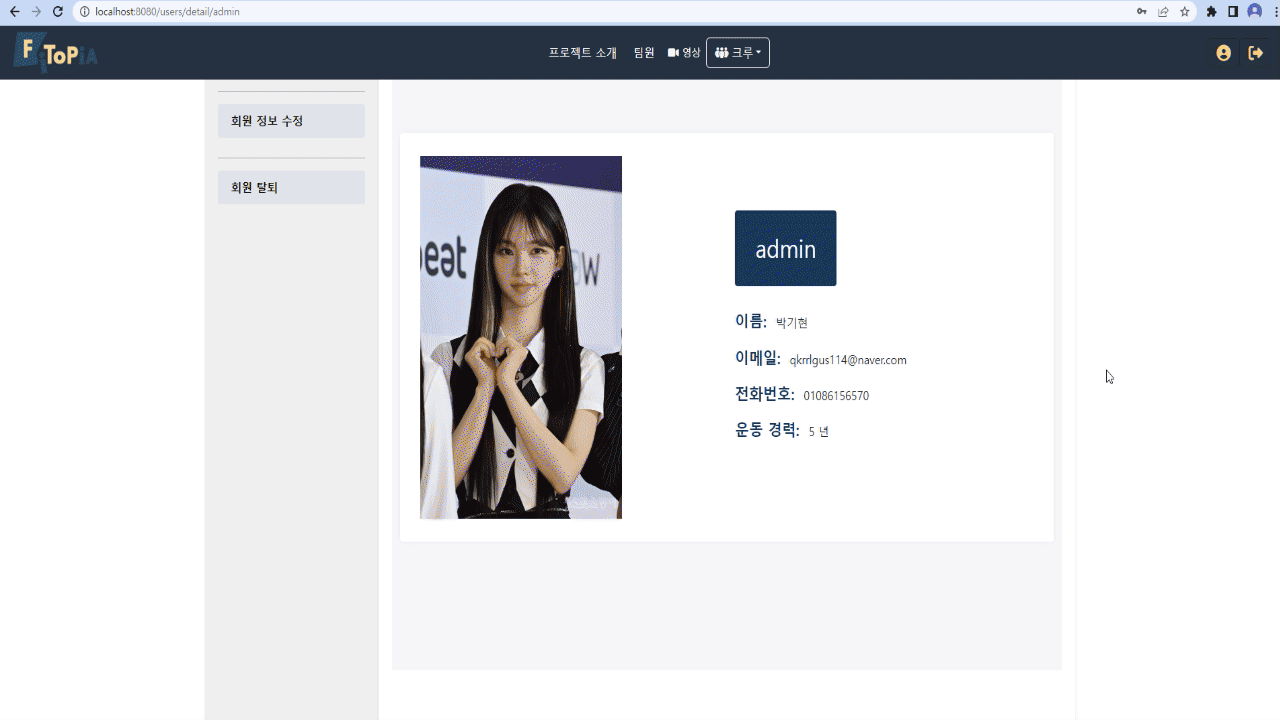 localhost:8080/users/detail/admin
FiToPiA
프로젝트 소개 팀원 영상 크루
회원 정보 수정
회원 탈퇴
eat
W
admin
이름: 박기현
이메일: qkrrlgus114@naver.com
전화번호: 01086156570
운동 경력: 5 년